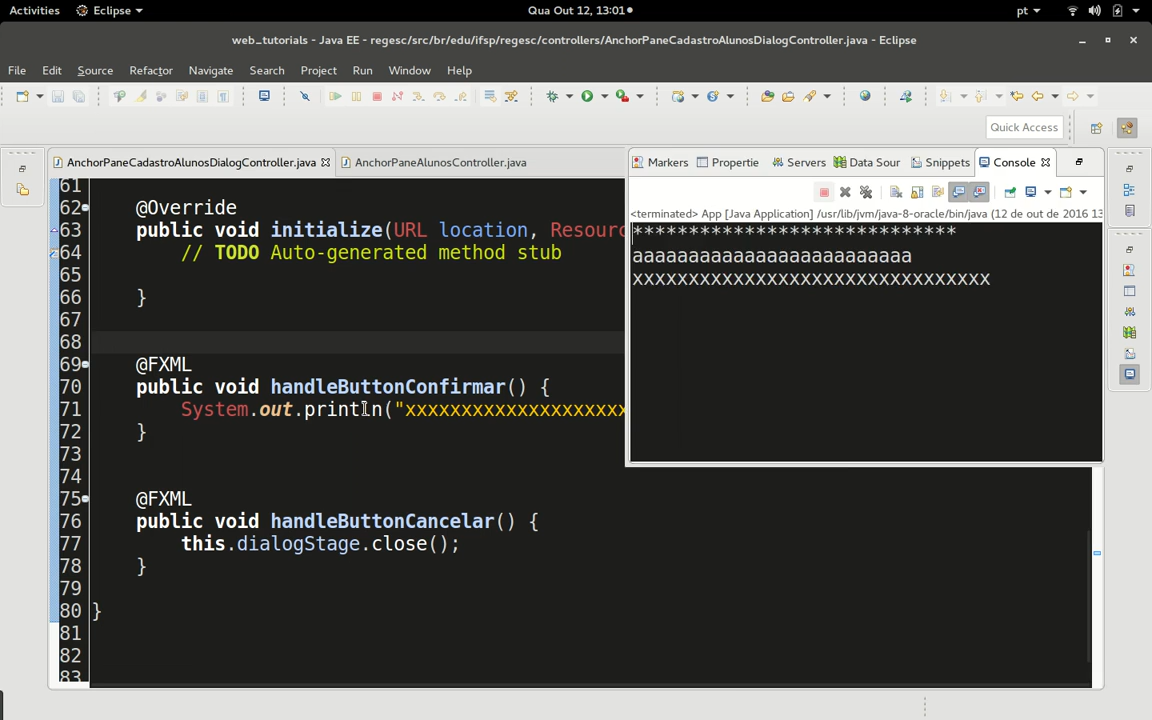 Activities Eclipse Qua Out 12, 13:01 pt
web_tutorials - Java EE - regesc/src/br/edu/ifsp/regesc/controllers/AnchorPaneCadastroAlunosDialogController.java - Eclipse
File Edit Source Refactor Navigate Search Project Run Window Help
Quick Access
AnchorPaneCadastroAlunosDialogController.java AnchorPaneAlunosController.java
Markers Propertie Servers Data Sour Snippets Console
<terminated> App [Java Application] /usr/lib/jvm/java-8-oracle/bin/java (12 de out de 2016 13
****************************
aaaaaaaaaaaaaaaaaaaaaaaaa
xxxxxxxxxxxxxxxxxxxxxxxxxxxxxxxx
61
62 @Override
63 public void initialize(URL location, Resourc
64 // TODO Auto-generated method stub
65
66 }
67
68
69 @FXML
70 public void handleButtonConfirmar() {
71 System.out.println("xxxxxxxxxxxxxxxxxxxx
72 }
73
74
75 @FXML
76 public void handleButtonCancelar() {
77 this.dialogStage.close();
78 }
79
80 }
81
82
83